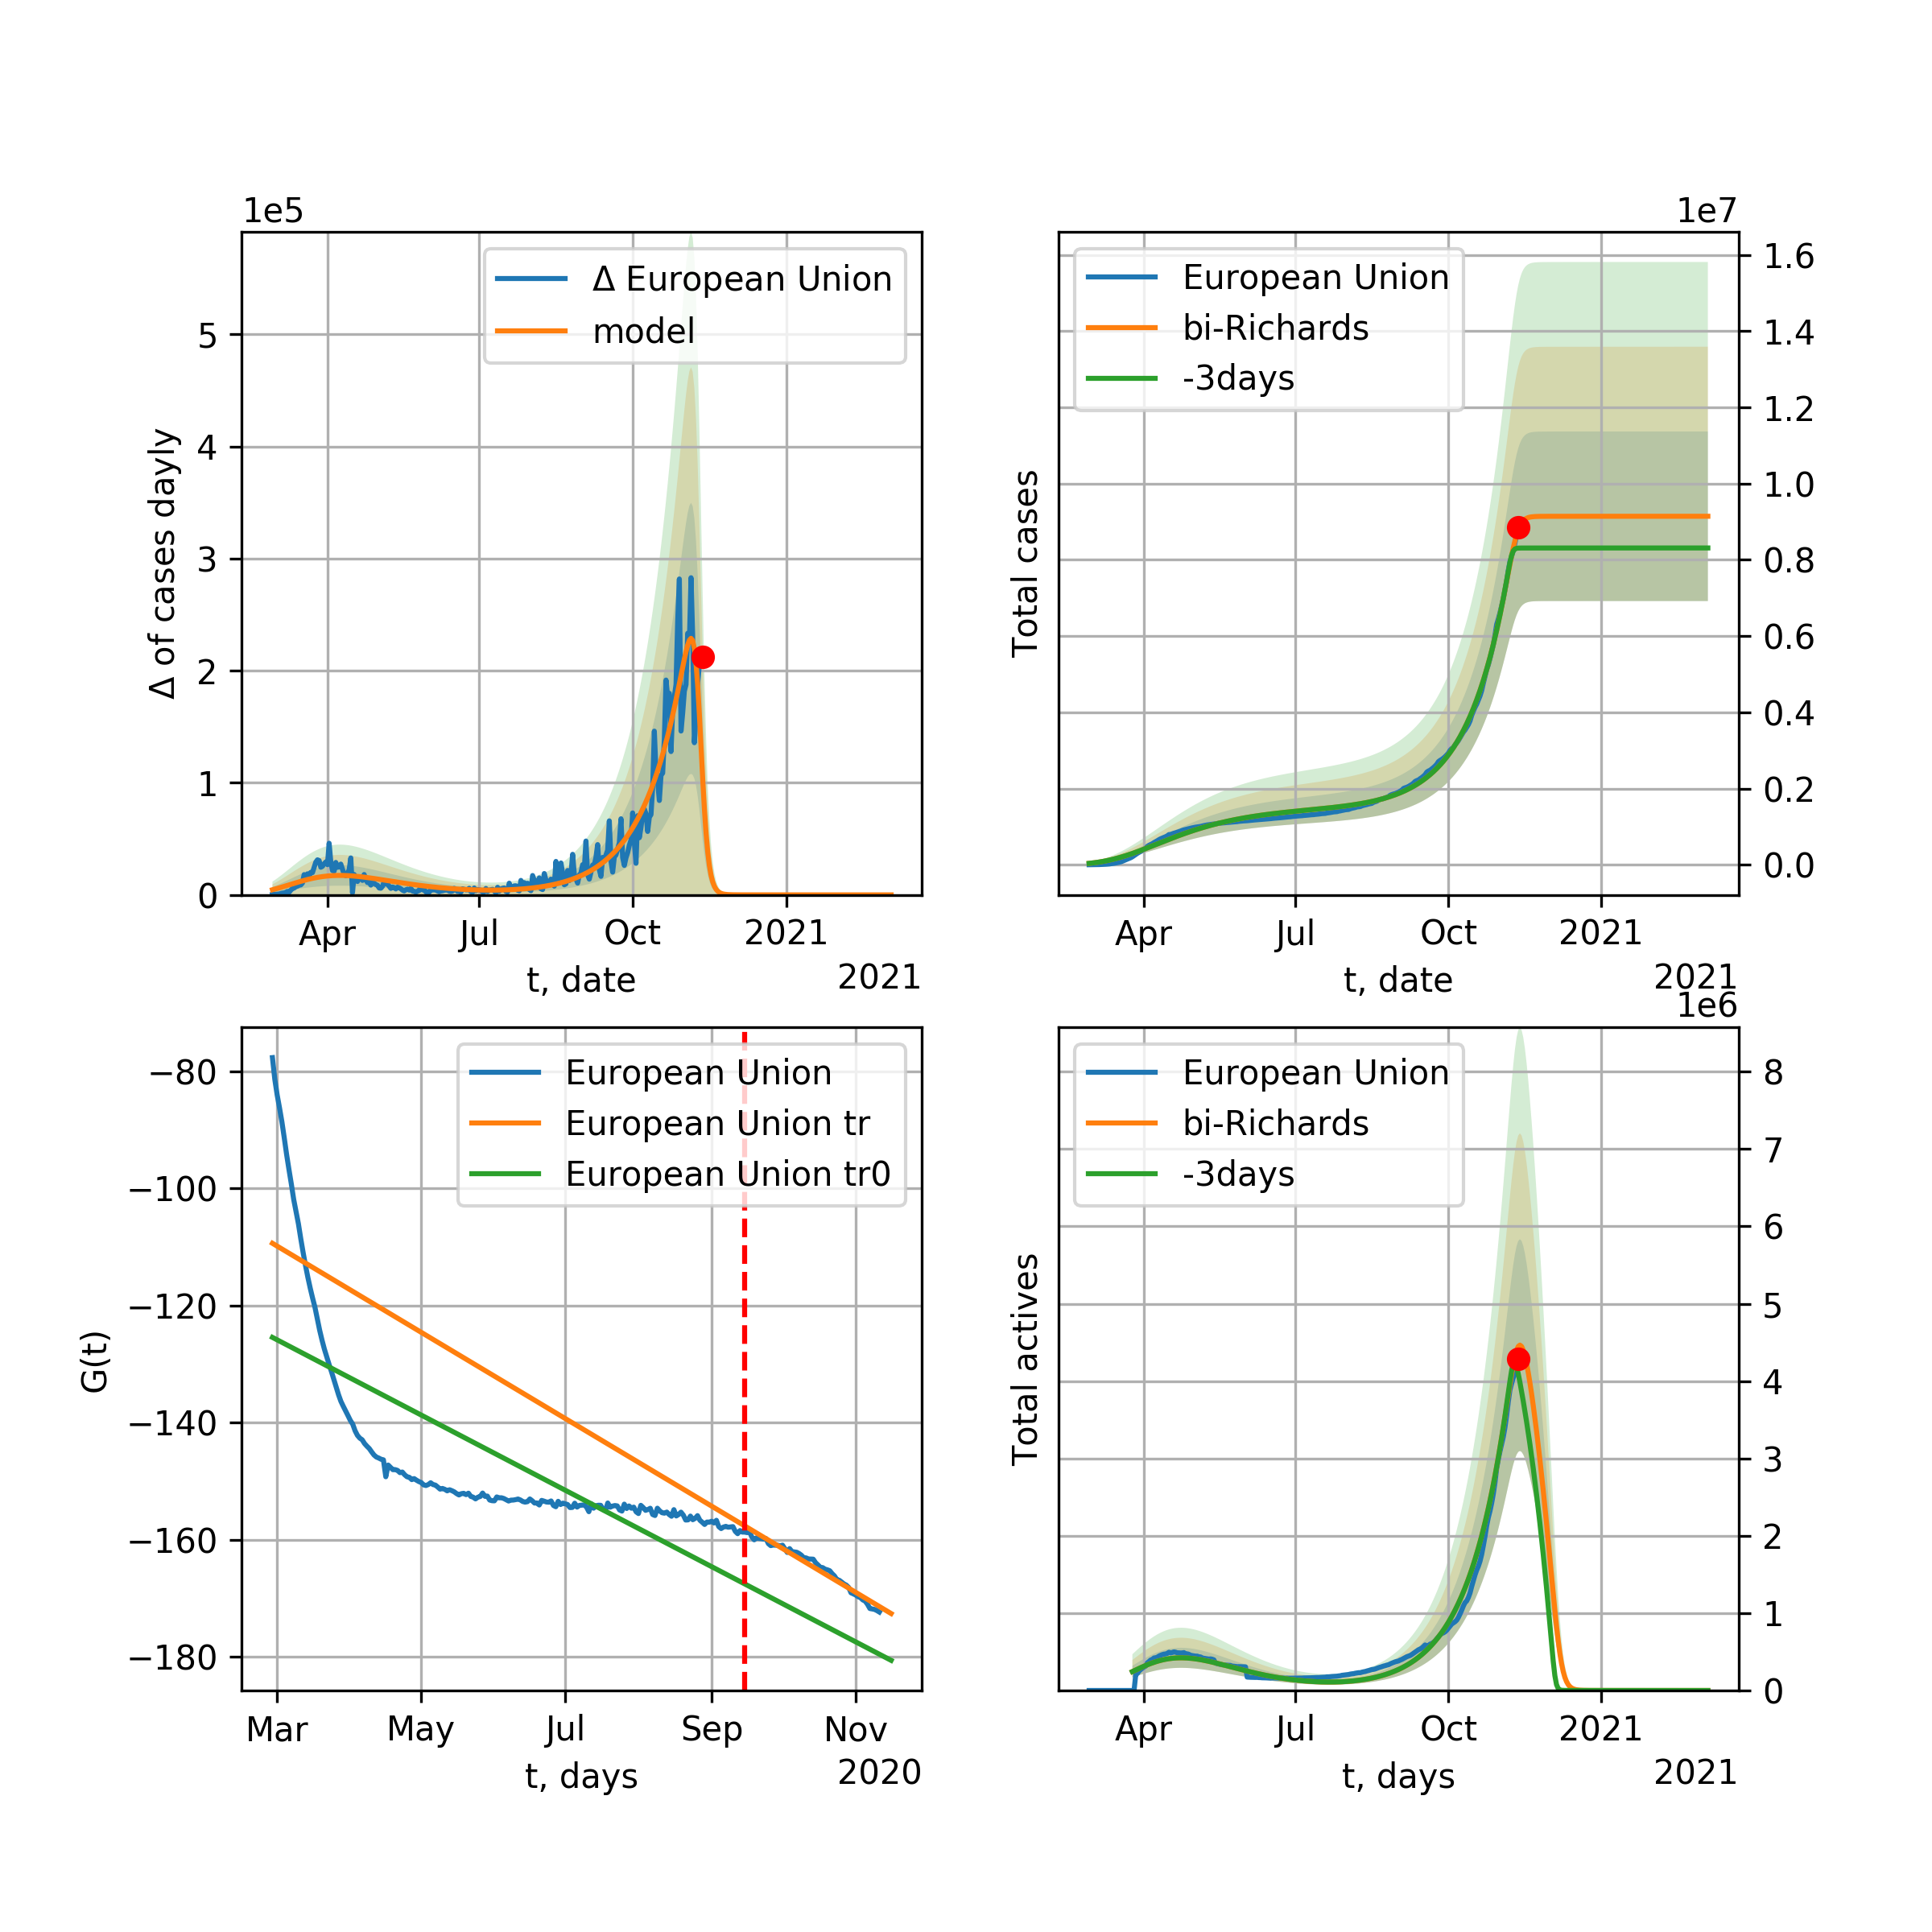 1e5
Δ European Union
model
5
4
3
2
1
0
Δ of cases dayly
Apr
Jul
Oct
2021
t, date
2021
1e7
European Union
bi-Richards
-3days
1.6
1.4
1.2
1.0
0.8
0.6
0.4
0.2
0.0
Total cases
Apr
Jul
Oct
2021
t, date
2021
European Union
European Union tr
European Union tr0
−80
−100
−120
−140
−160
−180
G(t)
Mar
May
Jul
Sep
Nov
t, days
2020
1e6
European Union
bi-Richards
-3days
8
7
6
5
4
3
2
1
0
Total actives
Apr
Jul
Oct
2021
t, days
2021